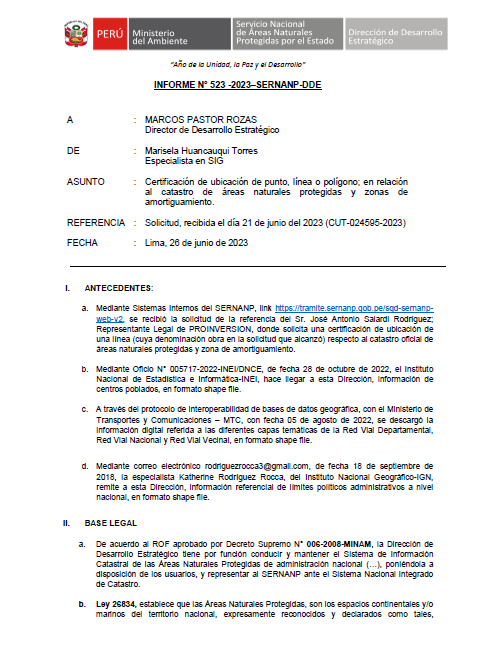 PERÚ
Ministerio
del Ambiente
Servicio Nacional
de Áreas Naturales
Protegidas por el Estado
Dirección de Desarrollo
Estratégico
"Año de la Unidad, la Paz y el Desarrollo"
INFORME N° 523 -2023–SERNANP-DDE
A : MARCOS PASTOR ROZAS
Director de Desarrollo Estratégico
DE : Marisela Huancauqui Torres
Especialista en SIG
ASUNTO : Certificación de ubicación de punto, línea o polígono; en relación
al catastro de áreas naturales protegidas y zonas de
amortiguamiento.
REFERENCIA : Solicitud, recibida el día 21 de junio del 2023 (CUT-024595-2023)
FECHA : Lima, 26 de junio de 2023
I. ANTECEDENTES:
a. Mediante Sistemas Internos del SERNANP, link https://tramite.sernanp.gob.pe/sgd-sernanp-
web-v2, se recibió la solicitud de la referencia del Sr. José Antonio Salardi Rodríguez;
Representante Legal de PROINVERSION, donde solicita una certificación de ubicación de
una línea (cuya denominación obra en la solicitud que alcanzó) respecto al catastro oficial de
áreas naturales protegidas y zona de amortiguamiento.
b. Mediante Oficio N° 005717-2022-INEI/DNCE, de fecha 28 de octubre de 2022, el Instituto
Nacional de Estadística e Informática-INEI, hace llegar a esta Dirección, información de
centros poblados, en formato shape file.
c. A través del protocolo de interoperabilidad de bases de datos geográfica, con el Ministerio de
Transportes y Comunicaciones – MTC, con fecha 05 de agosto de 2022, se descargó la
información digital referida a las diferentes capas temáticas de la Red Vial Departamental,
Red Vial Nacional y Red Vial Vecinal, en formato shape file.
d. Mediante correo electrónico rodriguezrocca3@gmail.com, de fecha 18 de septiembre de
2018, la especialista Katherine Rodríguez Rocca, del Instituto Nacional Geográfico-IGN,
remite a esta Dirección, información referencial de límites políticos administrativos a nivel
nacional, en formato shape file.
II. BASE LEGAL
a. De acuerdo al ROF aprobado por Decreto Supremo N° 006-2008-MINAM, la Dirección de
Desarrollo Estratégico tiene por función conducir y mantener el Sistema de Información
Catastral de las Áreas Naturales Protegidas de administración nacional (…), poniéndola a
disposición de los usuarios, y representar al SERNANP ante el Sistema Nacional Integrado
de Catastro.
b. Ley 26834, establece que las Áreas Naturales Protegidas, son los espacios continentales y/o
marinos del territorio nacional, expresamente reconocidos y declarados como tales,